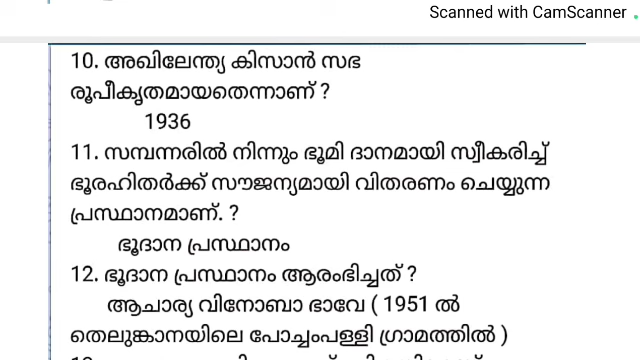 Scanned with CamScanner
10. അഖിലേന്ത്യ കിസാൻ സഭ
രൂപീകൃതമായതെന്നാണ് ?
1936
11. സമ്പന്നരിൽ നിന്നും ഭൂമി ദാനമായി സ്വീകരിച്ച്
ഭൂരഹിതർക്ക് സൗജന്യമായി വിതരണം ചെയ്യുന്ന
പ്രസ്ഥാനമാണ്. ?
ഭൂദാന പ്രസ്ഥാനം
12. ഭൂദാന പ്രസ്ഥാനം ആരംഭിച്ചത് ?
ആചാര്യ വിനോബാ ഭാവേ ( 1951 ൽ
തെലുങ്കാനയിലെ പോച്ചംപള്ളി ഗ്രാമത്തിൽ )